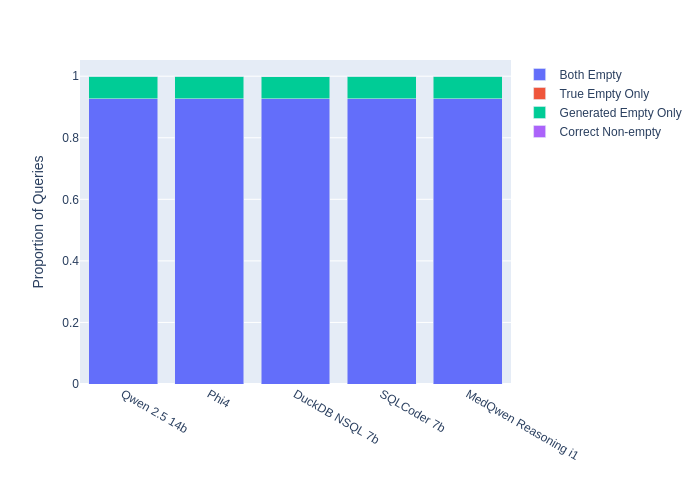 1
0.8
0.6
0.4
0.2
0
Proportion of Queries
Qwen 2.5 14b
Phi4
DuckDB NSQL 7b
SQLCoder 7b
MedQwen Reasoning i1
Both Empty
True Empty Only
Generated Empty Only
Correct Non-empty